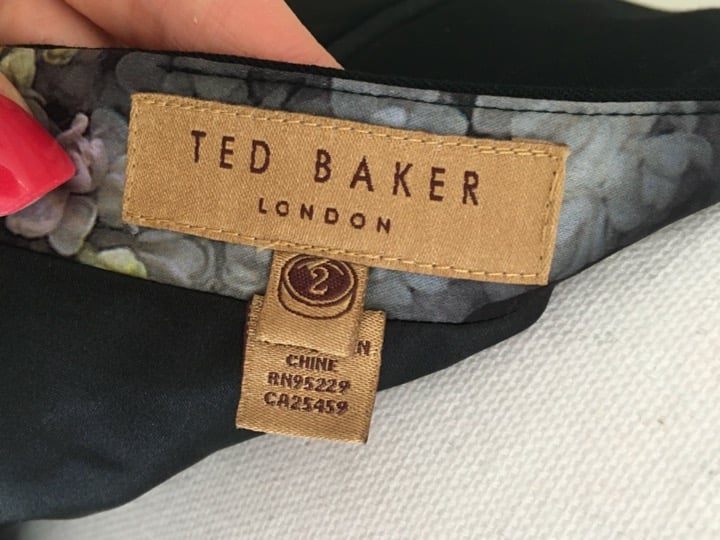 TED BAKER
LONDON
2
N
CHINE
RN95229
CA25459